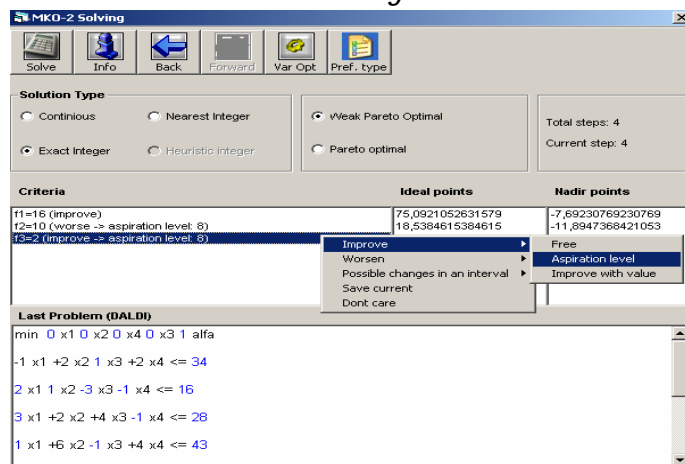 MKO-2 Solving
Solve Info Back Forward Var Opt Pref. type
Solution Type
Continious Nearest Integer Weak Pareto Optimal Total steps: 4
Exact Integer Heuristic integer Pareto optimal Current step: 4
Criteria Ideal points Nadir points
f1=16 (improve) 75,0921052631579 -7,69230769230769
f2=10 (worse -> aspiration level: 8) 18,5384615384615 -11,8947368421053
f3=2 (improve -> aspiration level: 8)
Improve Free
Worsen Aspiration level
Possible changes in an interval Improve with value
Save current
Dont care
Last Problem (DALDI)
min 0 x1 0 x2 0 x4 0 x3 1 alfa
-1 x1 +2 x2 1 x3 +2 x4 <= 34
2 x1 1 x2 -3 x3 -1 x4 <= 16
3 x1 +2 x2 +4 x3 -1 x4 <= 28
1 x1 +6 x2 -1 x3 +4 x4 <= 43